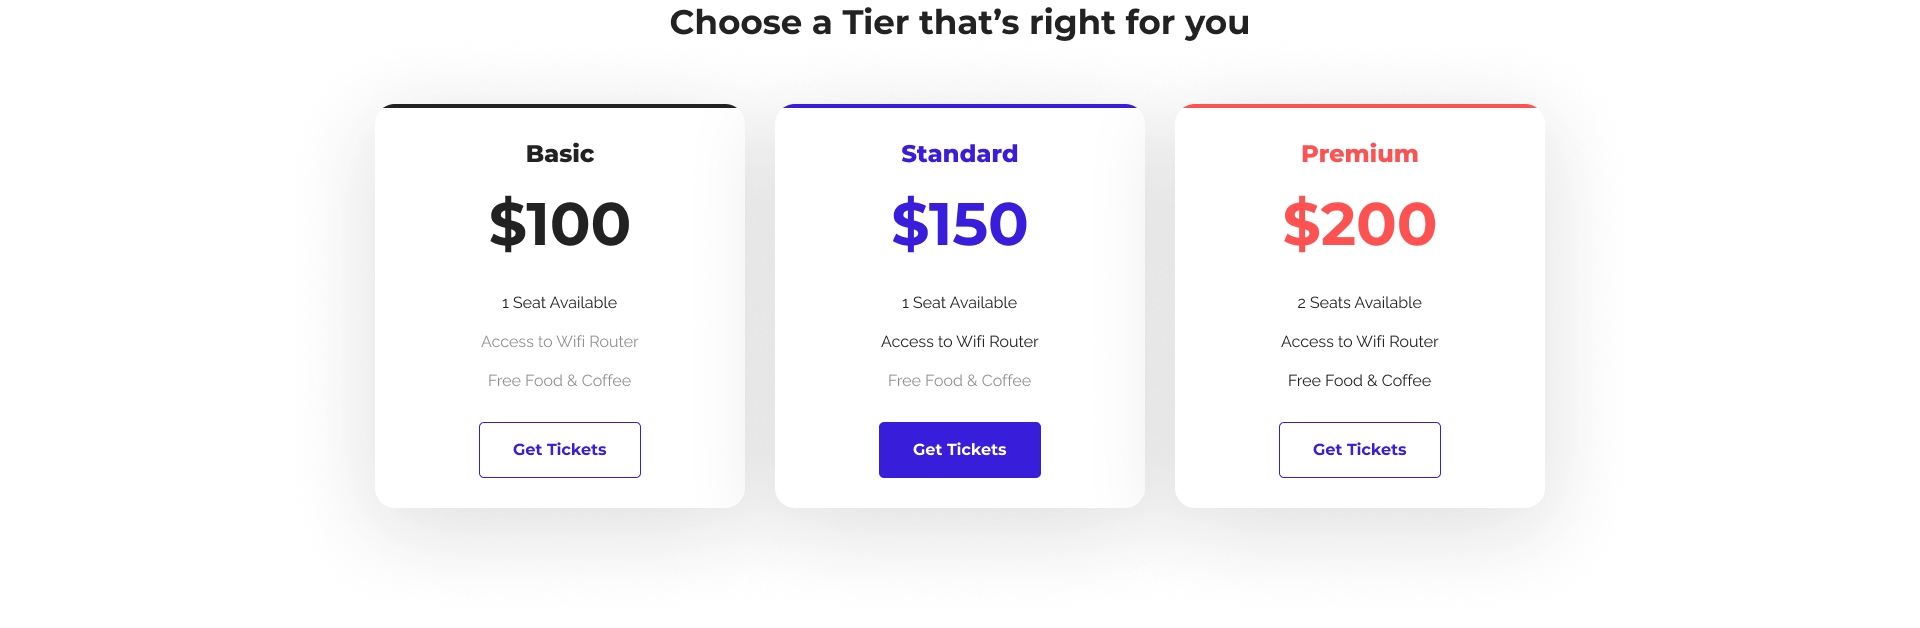 Choose a Tier that’s right for you
Basic
$100
1 Seat Available
Access to Wifi Router
Free Food & Coffee
Get Tickets
Standard
$150
1 Seat Available
Access to Wifi Router
Free Food & Coffee
Get Tickets
Premium
$200
2 Seats Available
Access to Wifi Router
Free Food & Coffee
Get Tickets